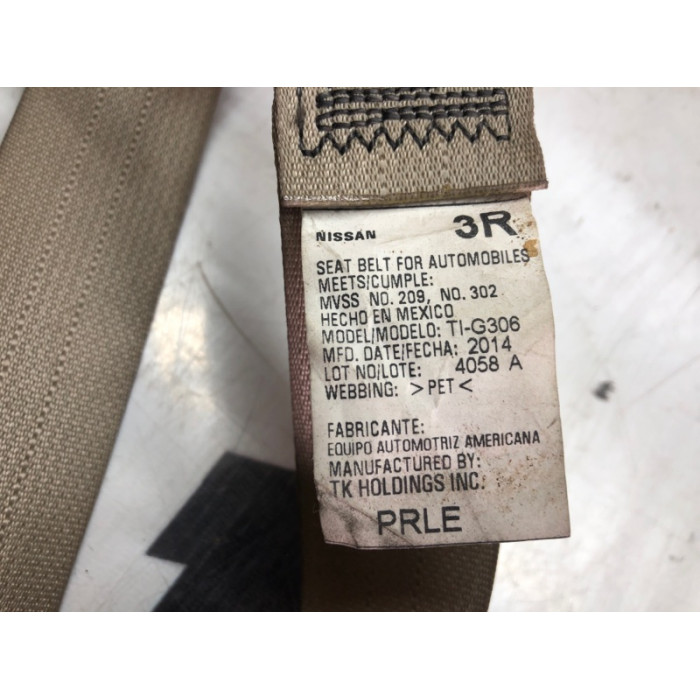 NISSAN 3R
SEAT BELT FOR AUTOMOBILES
MEETS/CUMPLE:
MVSS NO. 209, NO. 302
HECHO EN MEXICO
MODEL/MODELO: TI-G306
MFD. DATE/FECHA: 2014
LOT NO/LOTE: 4058 A
WEBBING: >PET<
FABRICANTE:
EQUIPO AUTOMOTRIZ AMERICANA
MANUFACTURED BY:
TK HOLDINGS INC.
PRLE